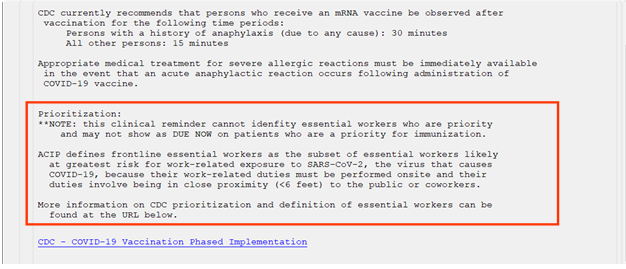 CDC currently recommends that persons who receive an mRNA vaccine be observed after
vaccination for the following time periods:
Persons with a history of anaphylaxis (due to any cause): 30 minutes
All other persons: 15 minutes
Appropriate medical treatment for severe allergic reactions must be immediately available
in the event that an acute anaphylactic reaction occurs following administration of
COVID-19 vaccine.
Prioritization:
**NOTE: this clinical reminder cannot idenfity essential workers who are priority
and may not show as DUE NOW on patients who are a priority for immunization.
ACIP defines frontline essential workers as the subset of essential workers likely
at greatest risk for work-related exposure to SARS-CoV-2, the virus that causes
COVID-19, because their work-related duties must be performed onsite and their
duties involve being in close proximity (<6 feet) to the public or coworkers.
More information on CDC prioritization and definition of essential workers can be
found at the URL below.
CDC - COVID-19 Vaccination Phased Implementation